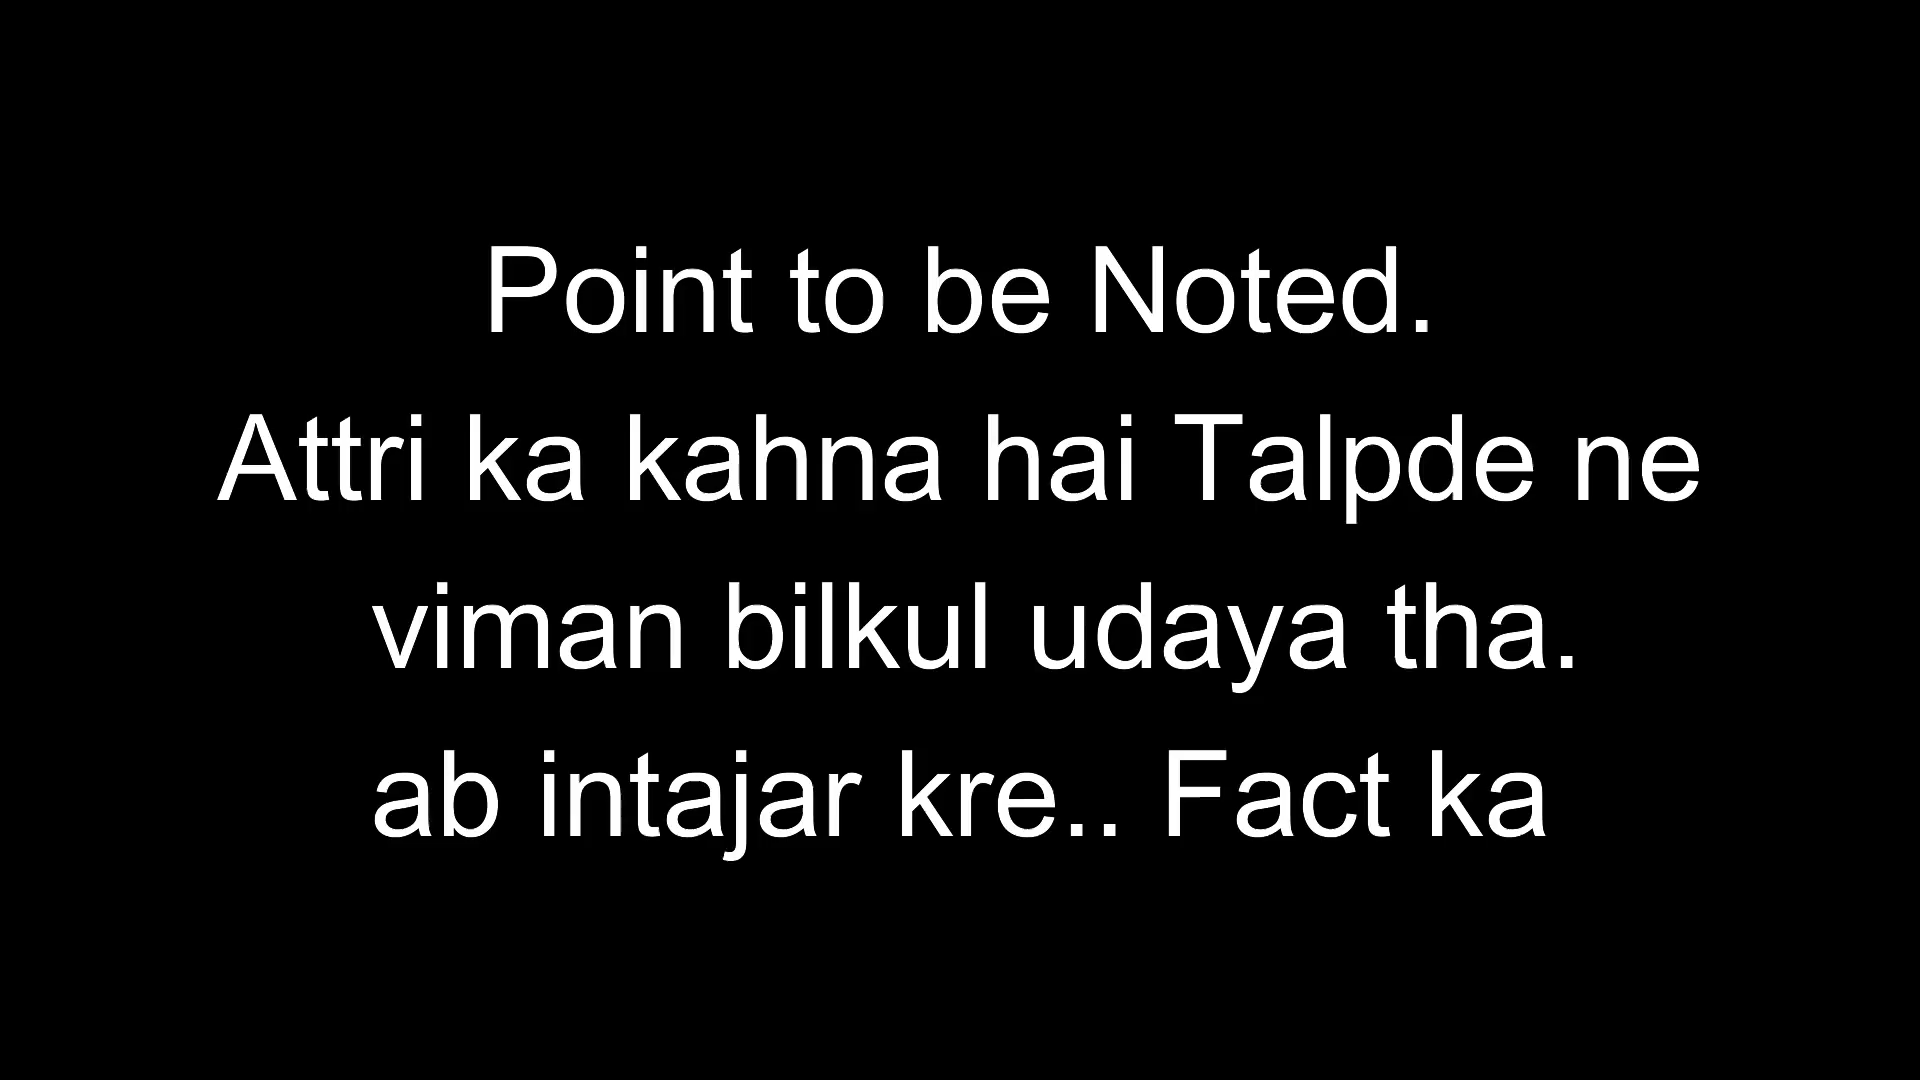 Point to be Noted.
Attri ka kahna hai Talpde ne
viman bilkul udaya tha.
ab intajar kre.. Fact ka